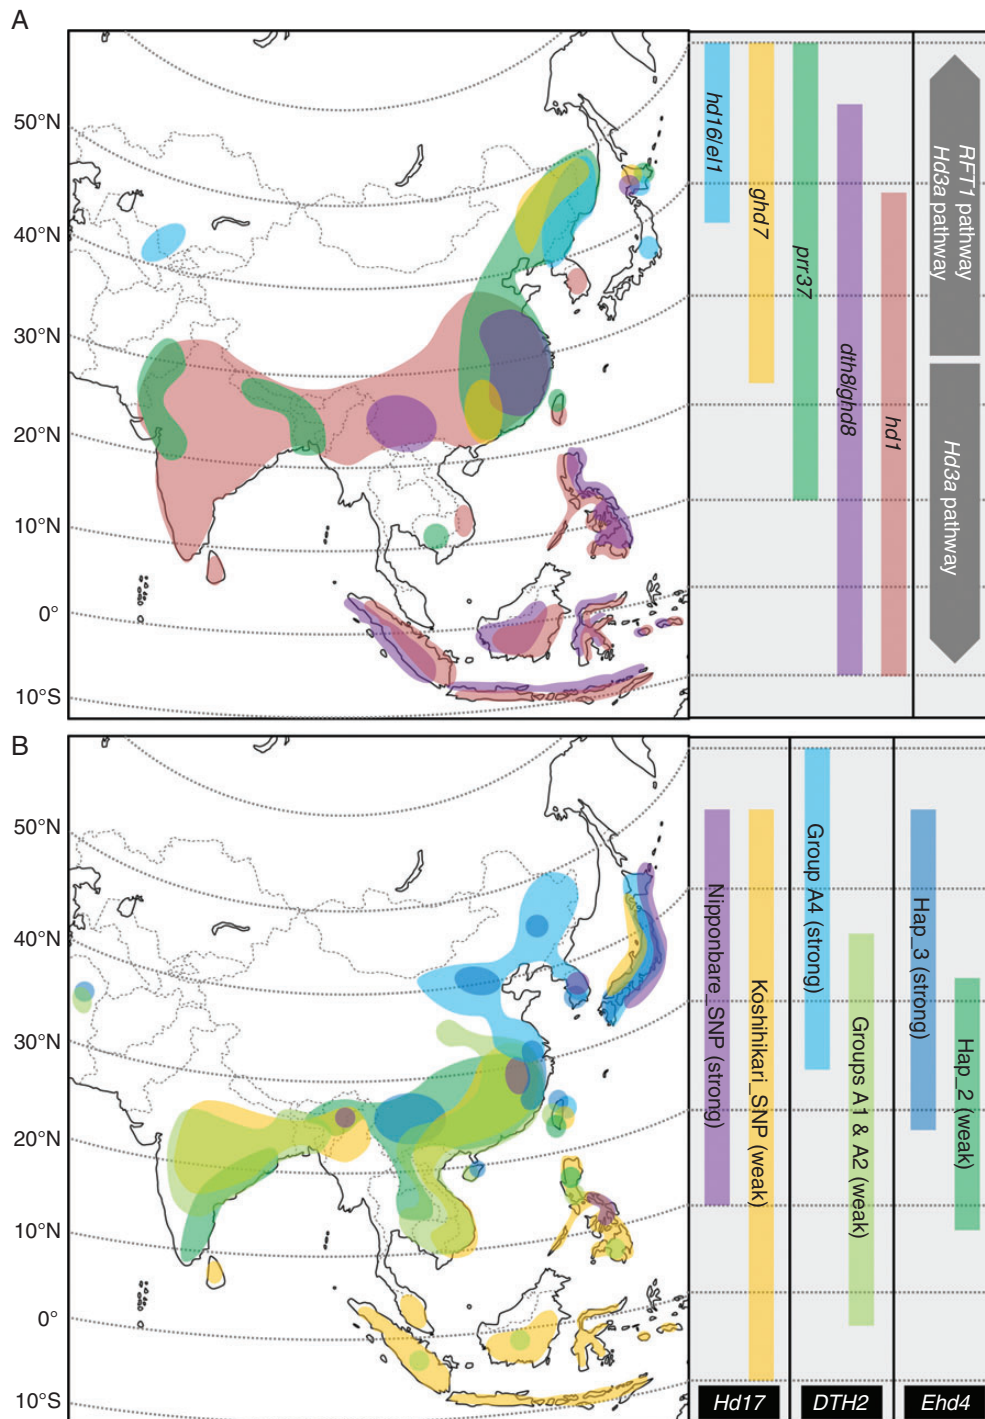 A
50°N
40°N
30°N
20°N
10°N
0°
10°S
hd16/el1
ghd7
prr37
dth8/ghd8
hd1
RFT1 pathway
Hd3a pathway
Hd3a pathway
B
50°N
40°N
30°N
20°N
10°N
0°
10°S
Nipponbare_SNP (strong)
Koshihikari_SNP (weak)
Group A4 (strong)
Groups A1 & A2 (weak)
Hap_3 (strong)
Hap_2 (weak)
Hd17
DTH2
Ehd4